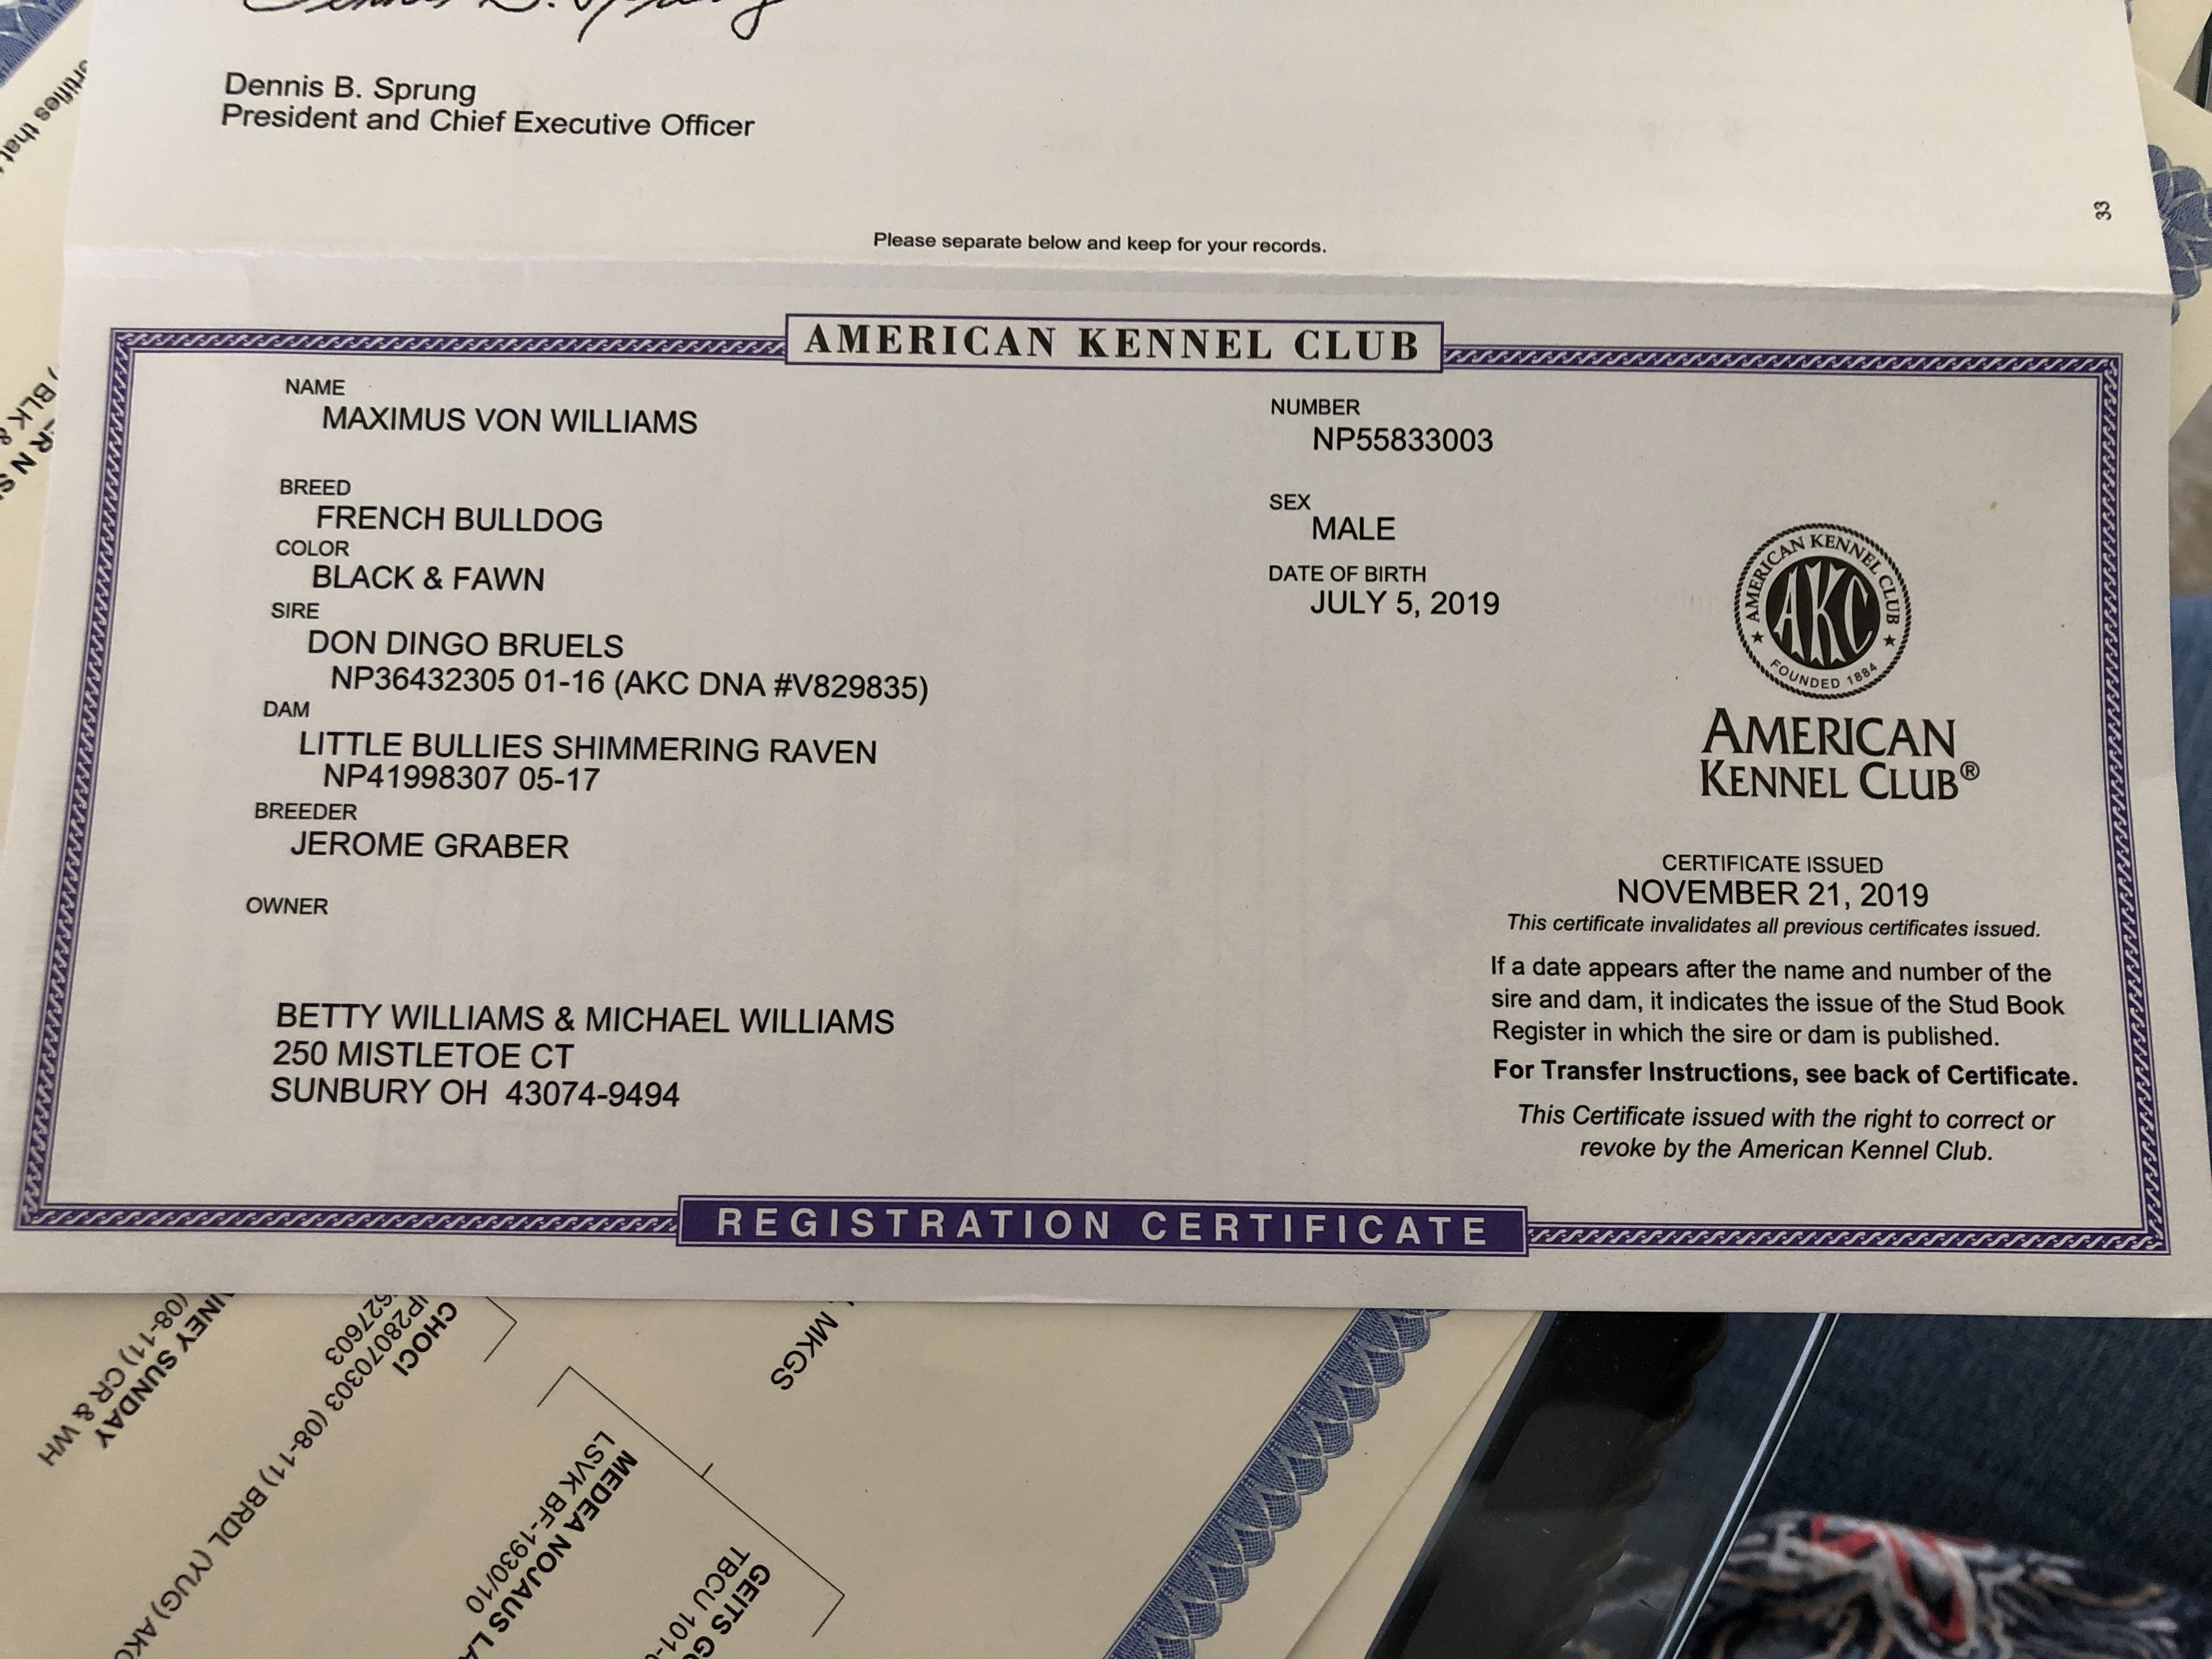 Dennis B. Sprung
Dennis B. Sprung
President and Chief Executive Officer
33
Please separate below and keep for your records.
AMERICAN KENNEL CLUB
NAME
MAXIMUS VON WILLIAMS
NUMBER
NP55833003
BREED
FRENCH BULLDOG
SEX
MALE
COLOR
BLACK & FAWN
DATE OF BIRTH
JULY 5, 2019
SIRE
DON DINGO BRUELS
NP36432305 01-16 (AKC DNA #V829835)
DAM
LITTLE BULLIES SHIMMERING RAVEN
NP41998307 05-17
BREEDER
JEROME GRABER
OWNER
BETTY WILLIAMS & MICHAEL WILLIAMS
250 MISTLETOE CT
SUNBURY OH 43074-9494
AMERICAN KENNEL CLUB
AKC
FOUNDED 1884
AMERICAN
KENNEL CLUB®
CERTIFICATE ISSUED
NOVEMBER 21, 2019
This certificate invalidates all previous certificates issued.
If a date appears after the name and number of the
sire and dam, it indicates the issue of the Stud Book
Register in which the sire or dam is published.
For Transfer Instructions, see back of Certificate.
This Certificate issued with the right to correct or
revoke by the American Kennel Club.
REGISTRATION CERTIFICATE
that
BLK &
SUNDAY
(08-11) CR & WH
CHOCI
(08-11) BRDL (YUG)
6276603
MKGS
MEDEA NOJAUS
LSVK BF-1930/10
GEITS
TBCU